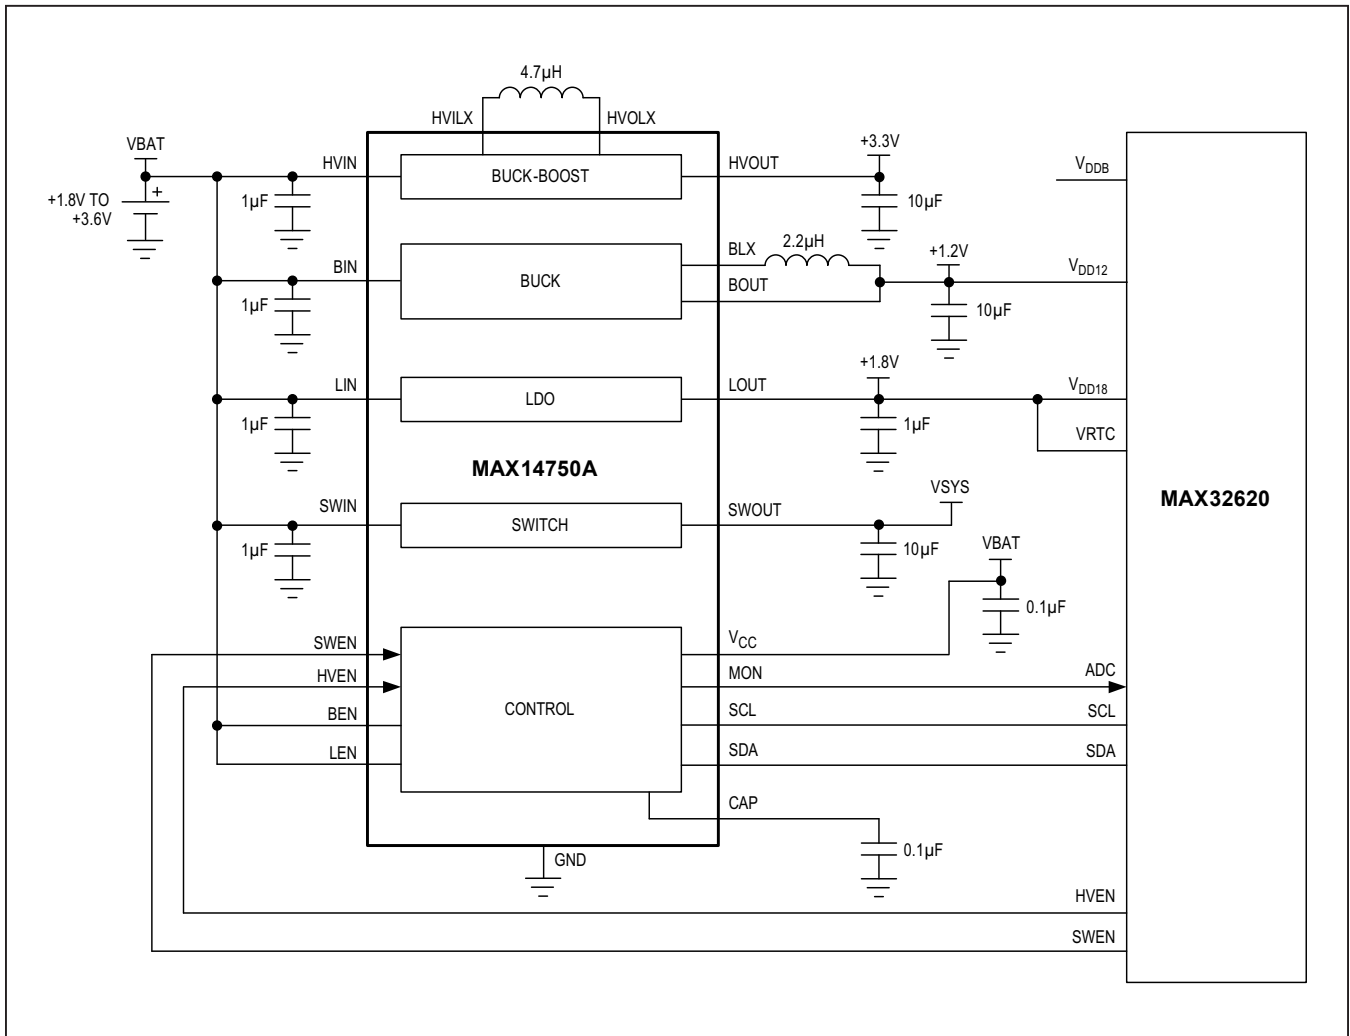 4.7µH
HVILX
HVOLX
VBAT
HVIN
BUCK-BOOST
HVOUT
+3.3V
VDDB
+1.8V TO
+3.6V
+
1µF
10µF
BIN
BUCK
BLX
2.2µH
BOUT
+1.2V
VDD12
1µF
10µF
LIN
LDO
LOUT
+1.8V
VDD18
1µF
1µF
VRTC
MAX14750A
MAX32620
SWIN
SWITCH
SWOUT
VSYS
1µF
10µF
VBAT
0.1µF
SWEN
HVEN
BEN
LEN
CONTROL
VCC
MON
SCL
SDA
ADC
SCL
SDA
CAP
0.1µF
GND
HVEN
SWEN